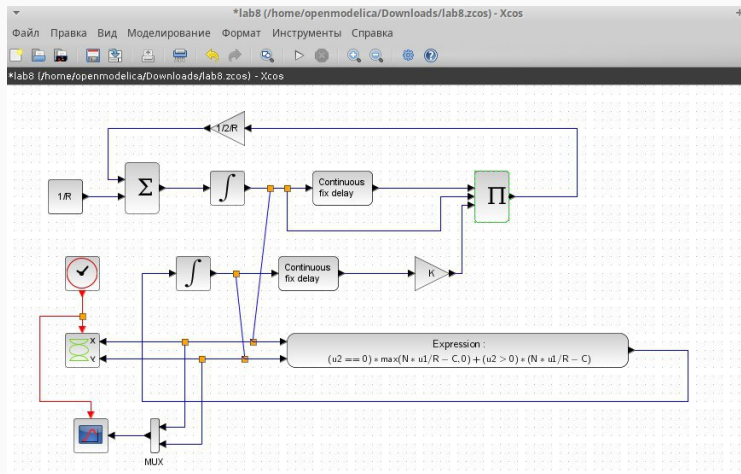 *lab8 (/home/openmodelica/Downloads/lab8.zcos) - Xcos
Файл Правка Вид Моделирование Формат Инструменты Справка
*lab8 (/home/openmodelica/Downloads/lab8.zcos) - Xcos
1/2/R
1/R
Σ
∫
Continuous
fix delay
Π
∫
Continuous
fix delay
K
X
Y
Expression :
(u2 == 0) * max(N * u1/R − C, 0) + (u2 > 0) * (N * u1/R − C)
MUX